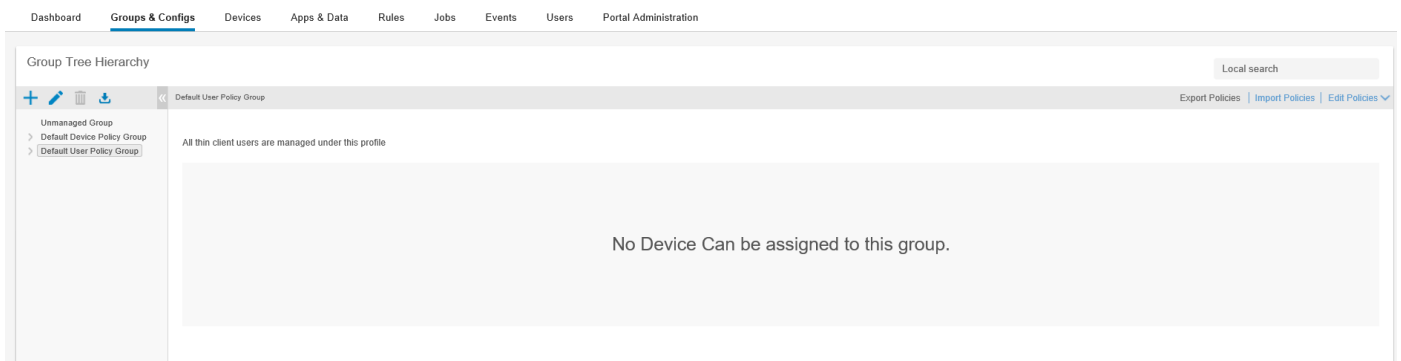 Dashboard Groups & Configs Devices Apps & Data Rules Jobs Events Users Portal Administration
Group Tree Hierarchy
Local search
Default User Policy Group
Export Policies | Import Policies | Edit Policies
Unmanaged Group
Default Device Policy Group
Default User Policy Group
All thin client users are managed under this profile
No Device Can be assigned to this group.